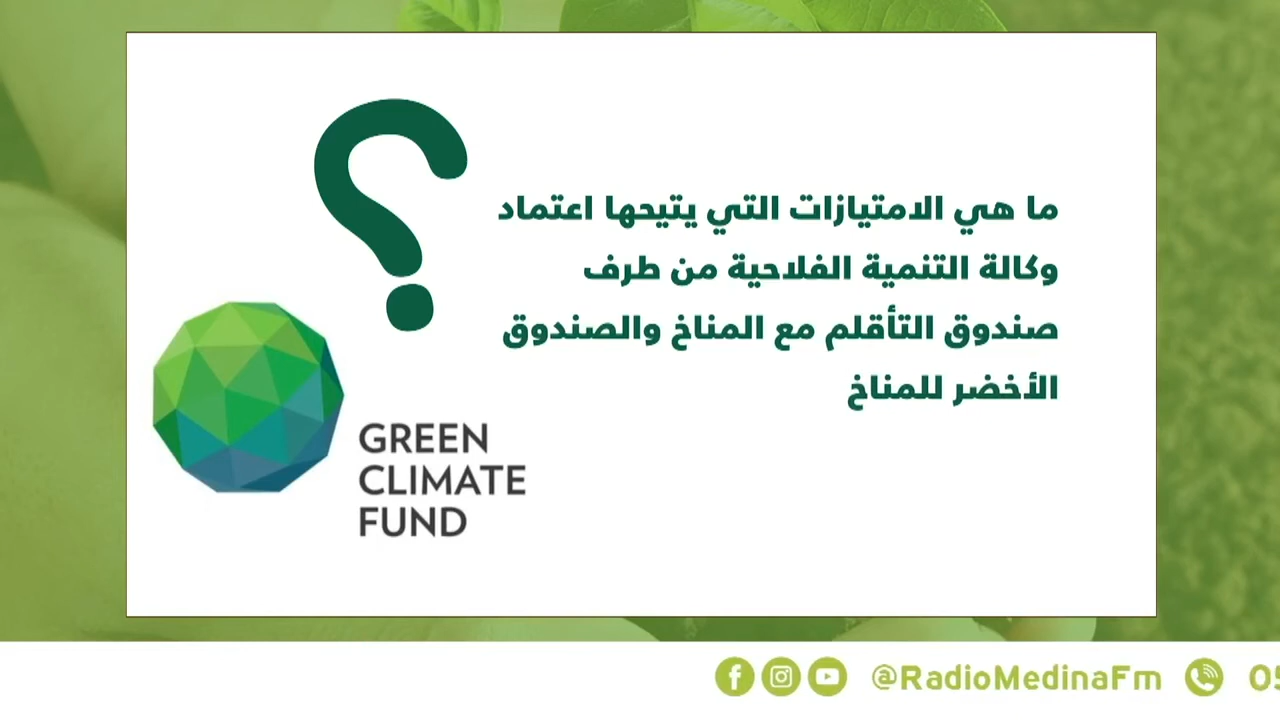 ما هي الامتيازات التي يتيحها اعتماد
وكالة التنمية الفلاحية من طرف
صندوق التأقلم مع المناخ والصندوق
الأخضر للمناخ
؟
GREEN
CLIMATE
FUND
@RadioMedinaFm
05